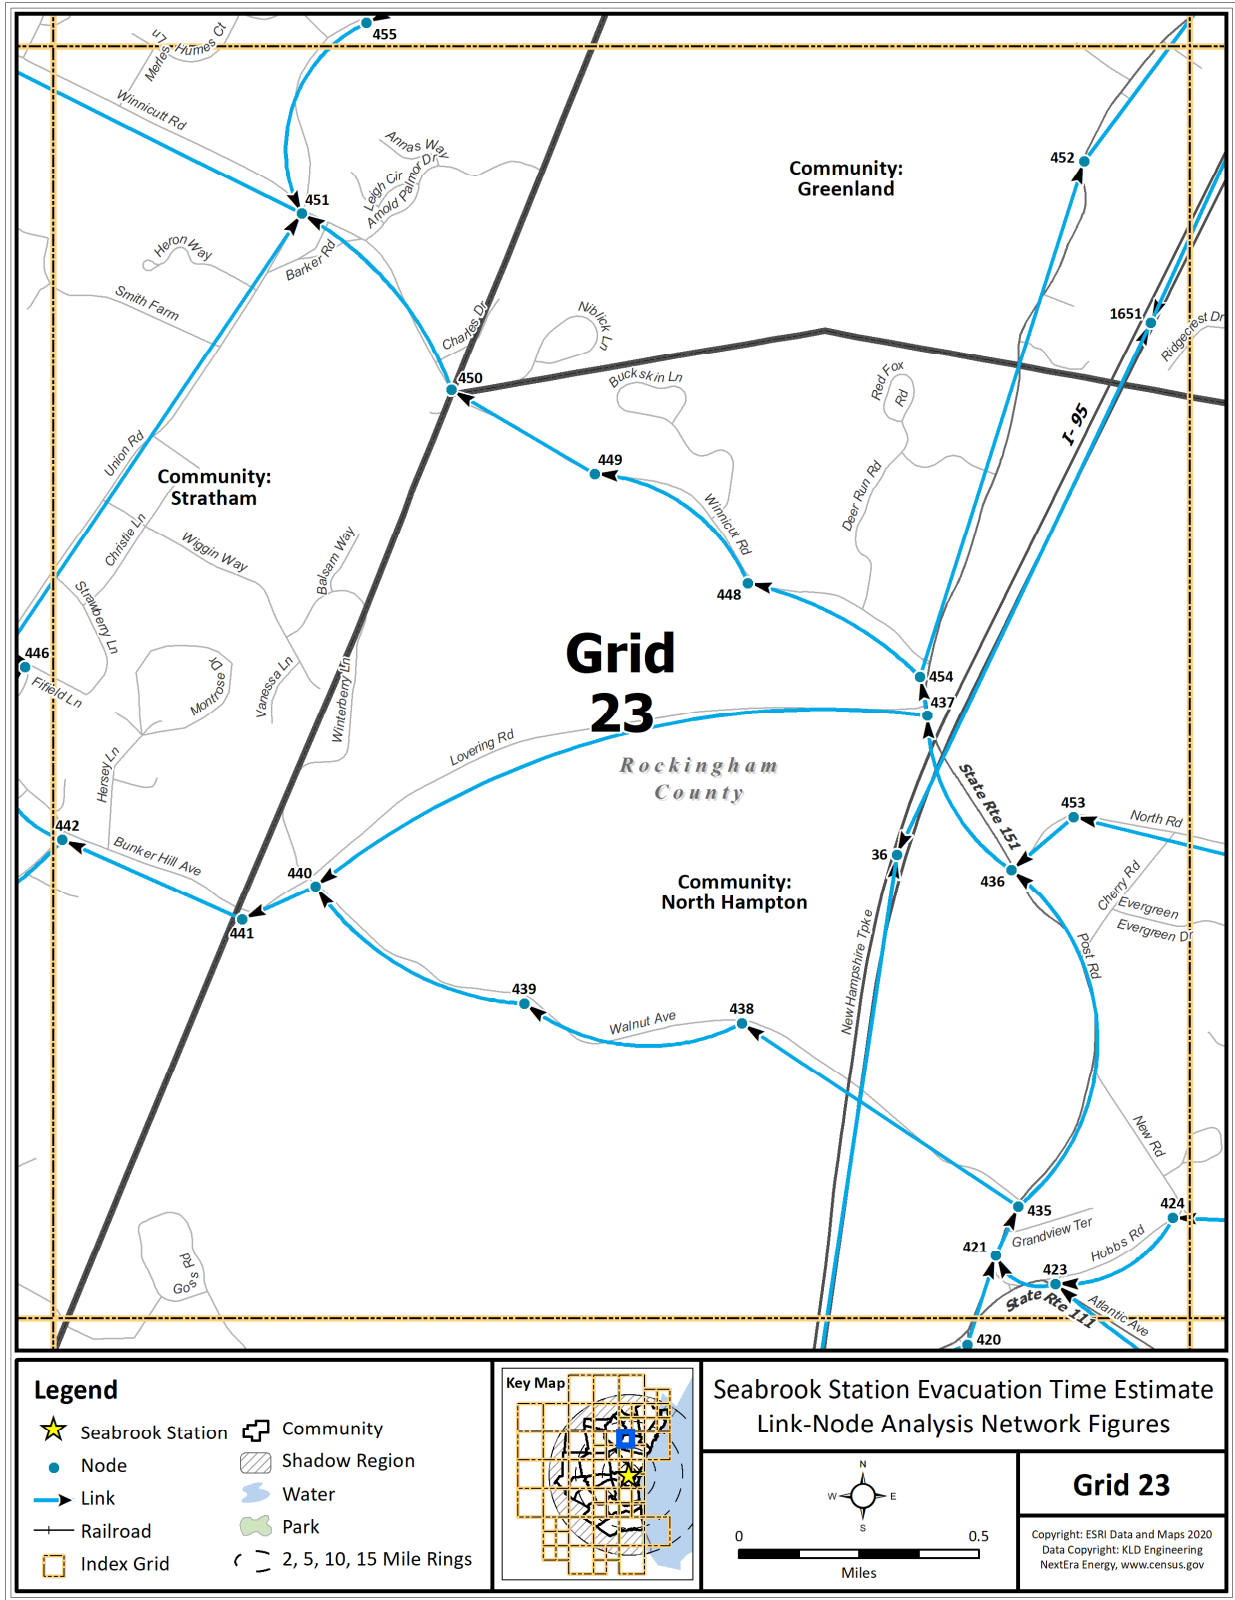 455
Merles Ln
Humes Ct
Winnicutt Rd
Annas Way
Leigh Cir
Arnold Palmor Dr
Community:
Greenland
452
451
Heron Way
Barker Rd
Smith Farm
Charles Dr
Niblick Ln
1651
Ridgecrest Dr
450
Buckskin Ln
Red Fox Rd
I- 95
Union Rd
449
Community:
Stratham
Winnicut Rd
Deer Run Rd
Christie Ln
Wiggin Way
Balsam Way
Strawberry Ln
448
446
Fifield Ln
Montrose Dr
Vanessa Ln
Winterberry Ln
Grid
23
454
437
Lovering Rd
Rockingham
County
State Rte 151
Hersey Ln
453
North Rd
442
Bunker Hill Ave
36
440
436
Community:
North Hampton
Cherry Rd
Evergreen
Evergreen Dr
441
New Hampshire Tpke
Post Rd
439
438
Walnut Ave
New Rd
435
424
Grandview Ter
421
Hobbs Rd
423
Goss Rd
State Rte 111
Atlantic Ave
420
Legend
Seabrook Station
Node
Link
Railroad
Index Grid
Community
Shadow Region
Water
Park
2, 5, 10, 15 Mile Rings
Key Map
Seabrook Station Evacuation Time Estimate
Link-Node Analysis Network Figures
N
W E
S
0 0.5
Miles
Grid 23
Copyright: ESRI Data and Maps 2020
Data Copyright: KLD Engineering
NextEra Energy, www.census.gov